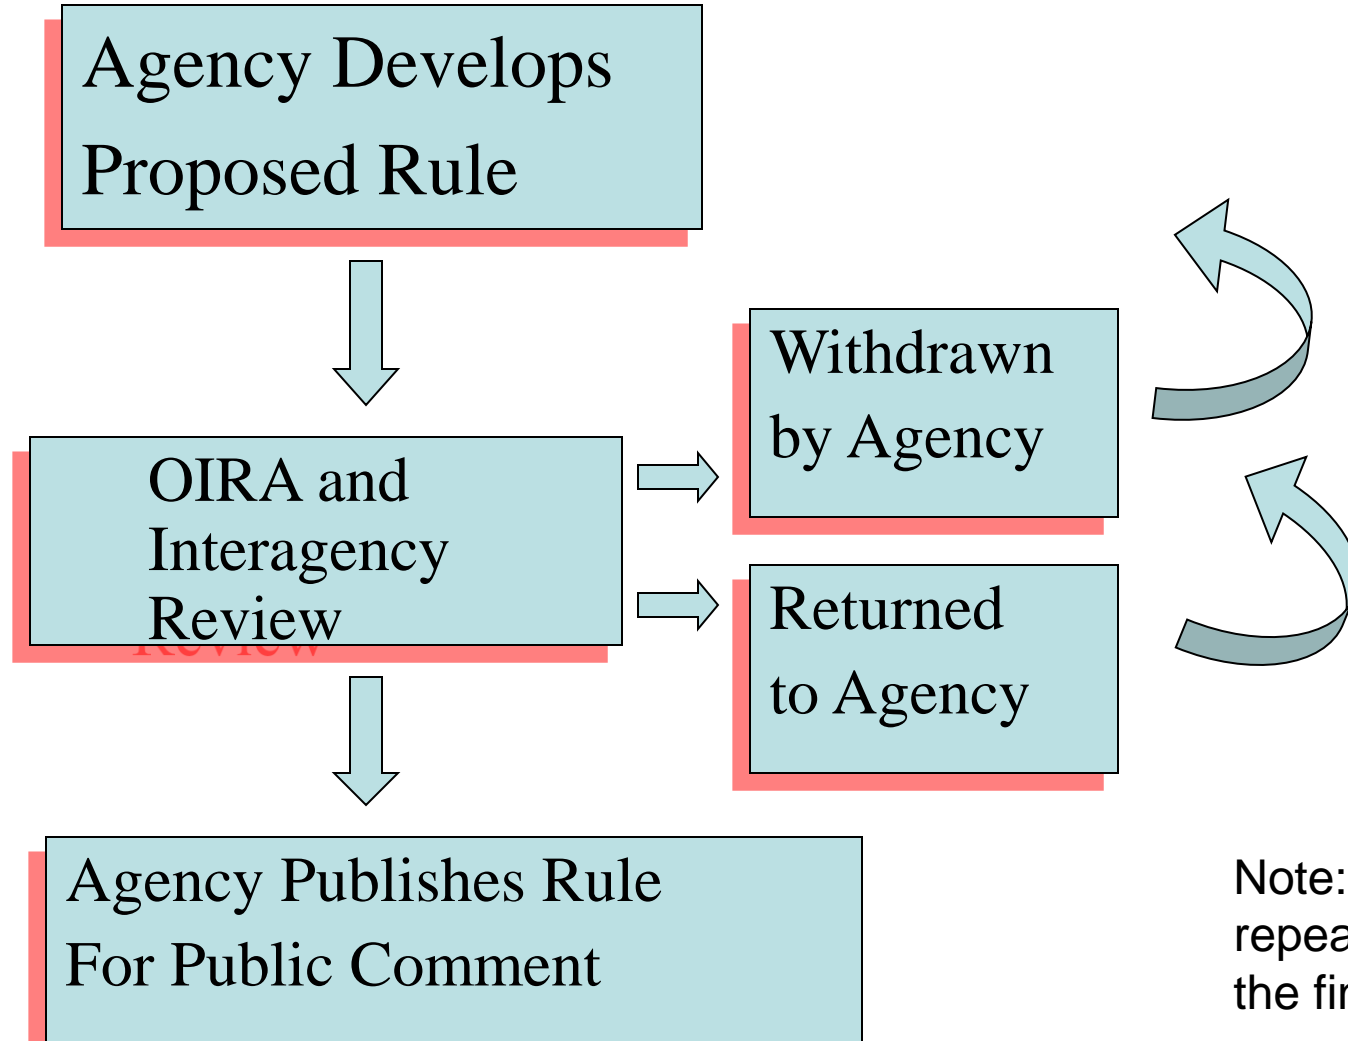 Agency Develops
Proposed Rule
Withdrawn
by Agency
OIRA and
Interagency
Review
Returned
to Agency
Agency Publishes Rule
For Public Comment
Note:
the